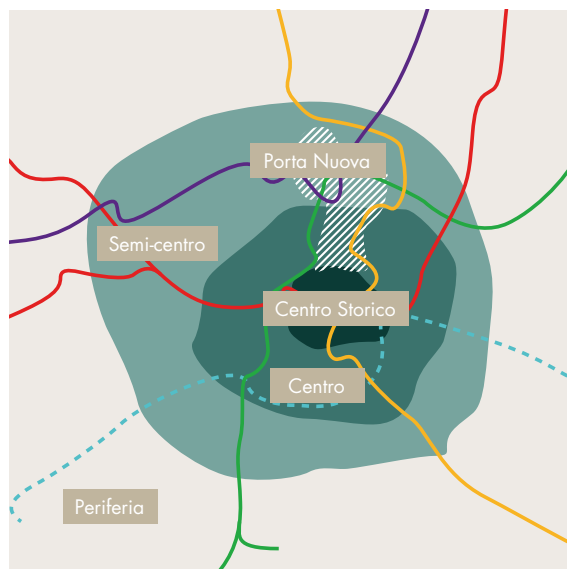 Porta Nuova
Semi-centro
Centro Storico
Centro
Periferia